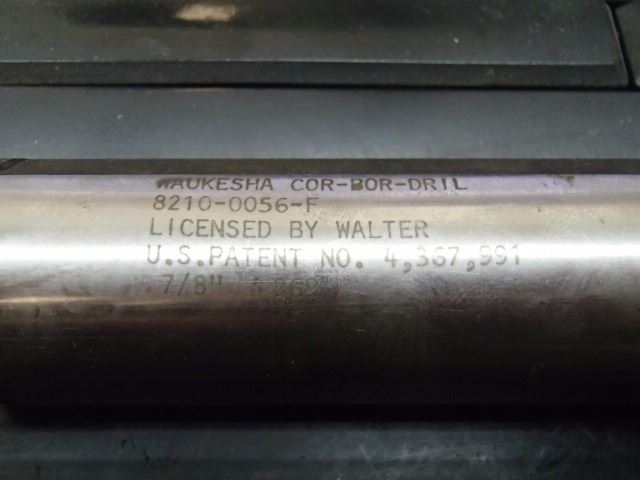 WAUKESHA COR-BOR-DRIL
8210-0056-F
LICENSED BY WALTER
U.S.PATENT NO. 4,367,991
7/8"